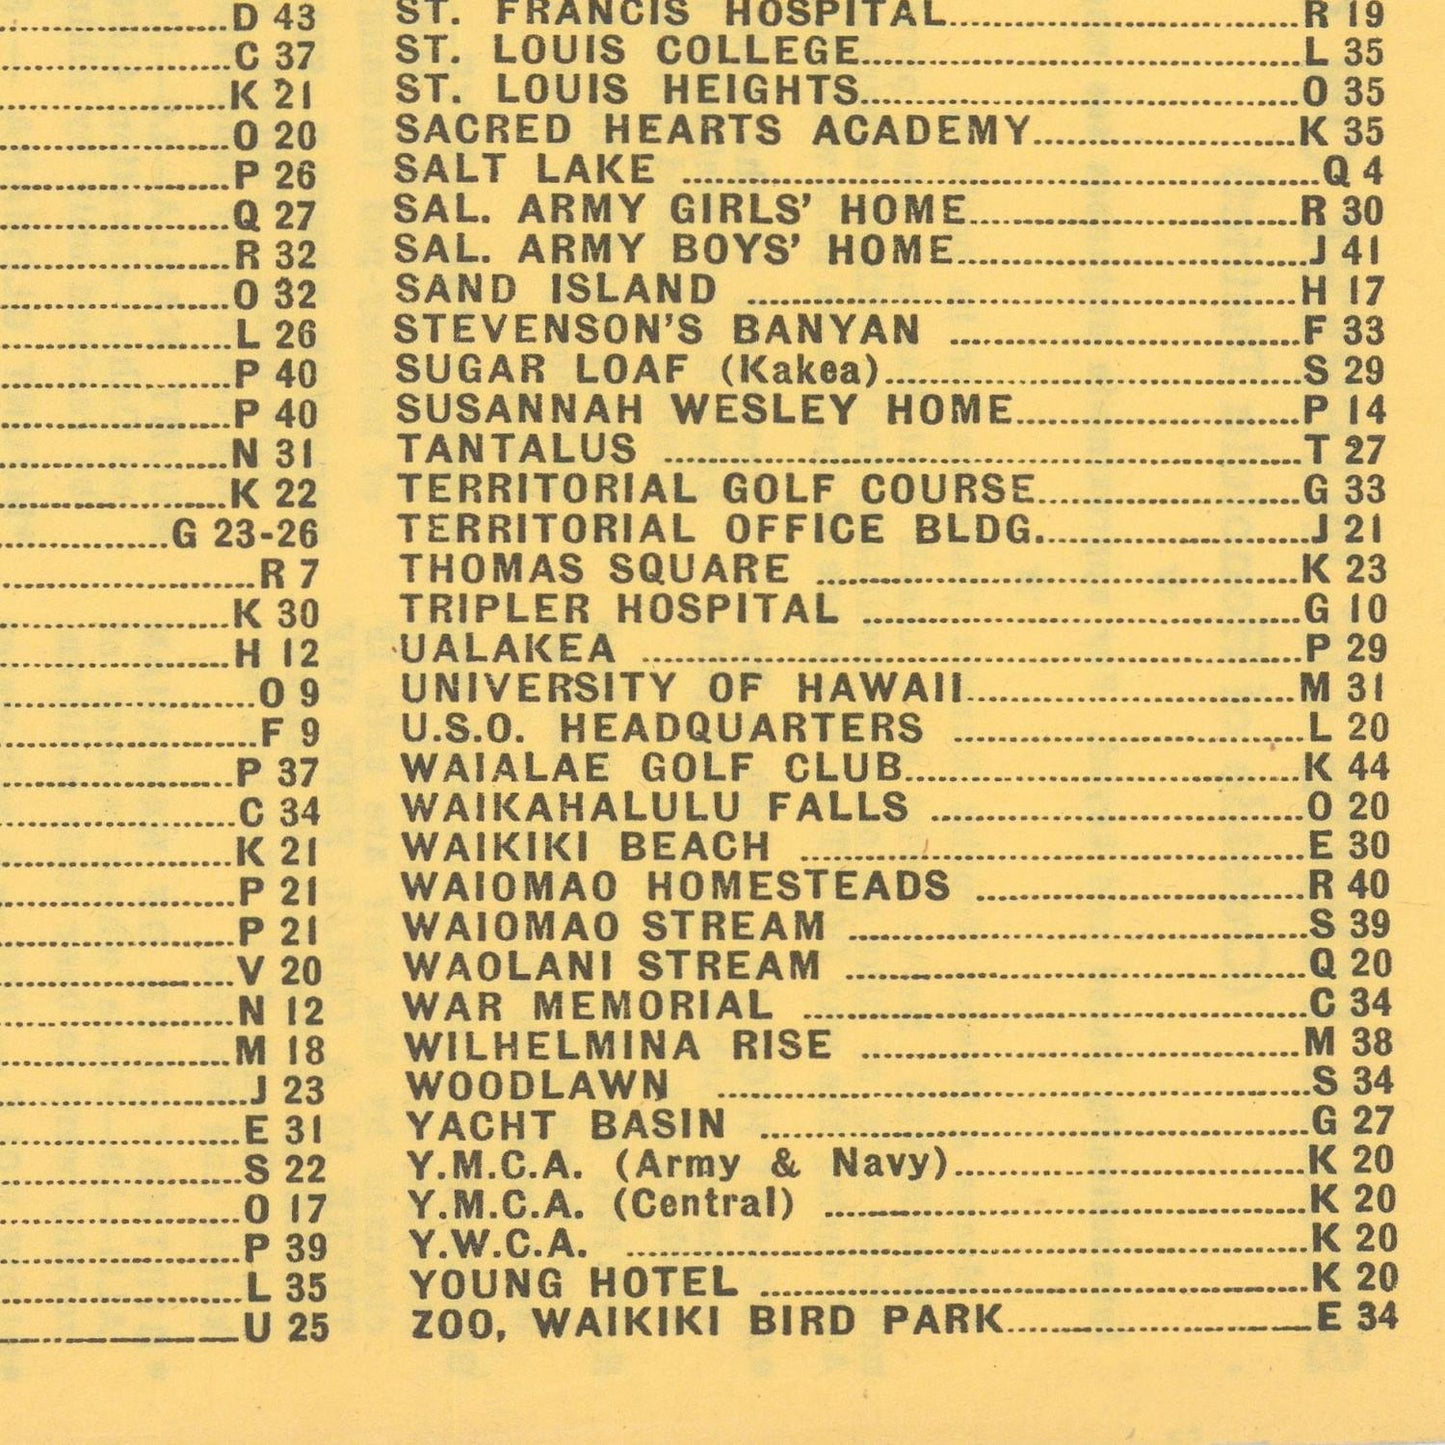 D 43
C 37
K 21
O 20
P 26
Q 27
R 32
O 32
L 26
P 40
P 40
N 31
K 22
G 23-26
R 7
K 30
H 12
O 9
F 9
P 37
C 34
K 21
P 21
P 21
V 20
N 12
M 18
J 23
E 31
S 22
O 17
P 39
L 35
U 25
ST. FRANCIS HOSPITAL R 19
ST. LOUIS COLLEGE L 35
ST. LOUIS HEIGHTS O 35
SACRED HEARTS ACADEMY K 35
SALT LAKE Q 4
SAL. ARMY GIRLS' HOME R 30
SAL. ARMY BOYS' HOME J 41
SAND ISLAND H 17
STEVENSON'S BANYAN F 33
SUGAR LOAF (Kakea) S 29
SUSANNAH WESLEY HOME P 14
TANTALUS T 27
TERRITORIAL GOLF COURSE G 33
TERRITORIAL OFFICE BLDG. J 21
THOMAS SQUARE K 23
TRIPLER HOSPITAL G 10
UALAKEA P 29
UNIVERSITY OF HAWAII M 31
U.S.O. HEADQUARTERS L 20
WAIALAE GOLF CLUB K 44
WAIKAHALULU FALLS O 20
WAIKIKI BEACH E 30
WAIOMAO HOMESTEADS R 40
WAIOMAO STREAM S 39
WAOLANI STREAM Q 20
WAR MEMORIAL C 34
WILHELMINA RISE M 38
WOODLAWN S 34
YACHT BASIN G 27
Y.M.C.A. (Army & Navy) K 20
Y.M.C.A. (Central) K 20
Y.W.C.A. K 20
YOUNG HOTEL K 20
ZOO, WAIKIKI BIRD PARK E 34